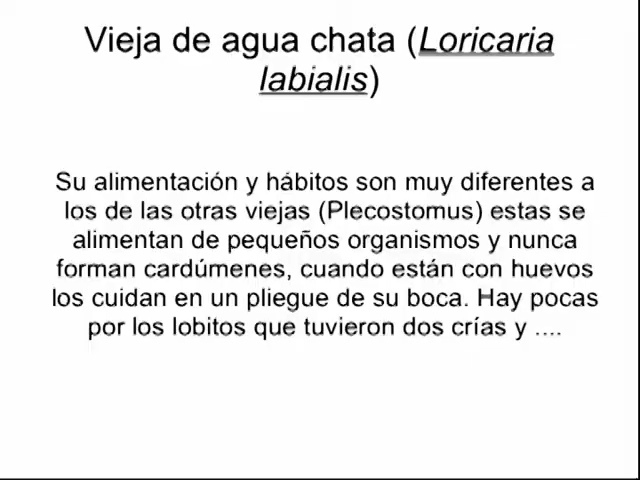 Vieja de agua chata (Loricaria
labialis)
Su alimentación y hábitos son muy diferentes a
los de las otras viejas (Plecostomus) estas se
alimentan de pequeños organismos y nunca
forman cardúmenes, cuando están con huevos
los cuidan en un pliegue de su boca. Hay pocas
por los lobitos que tuvieron dos crías y ....